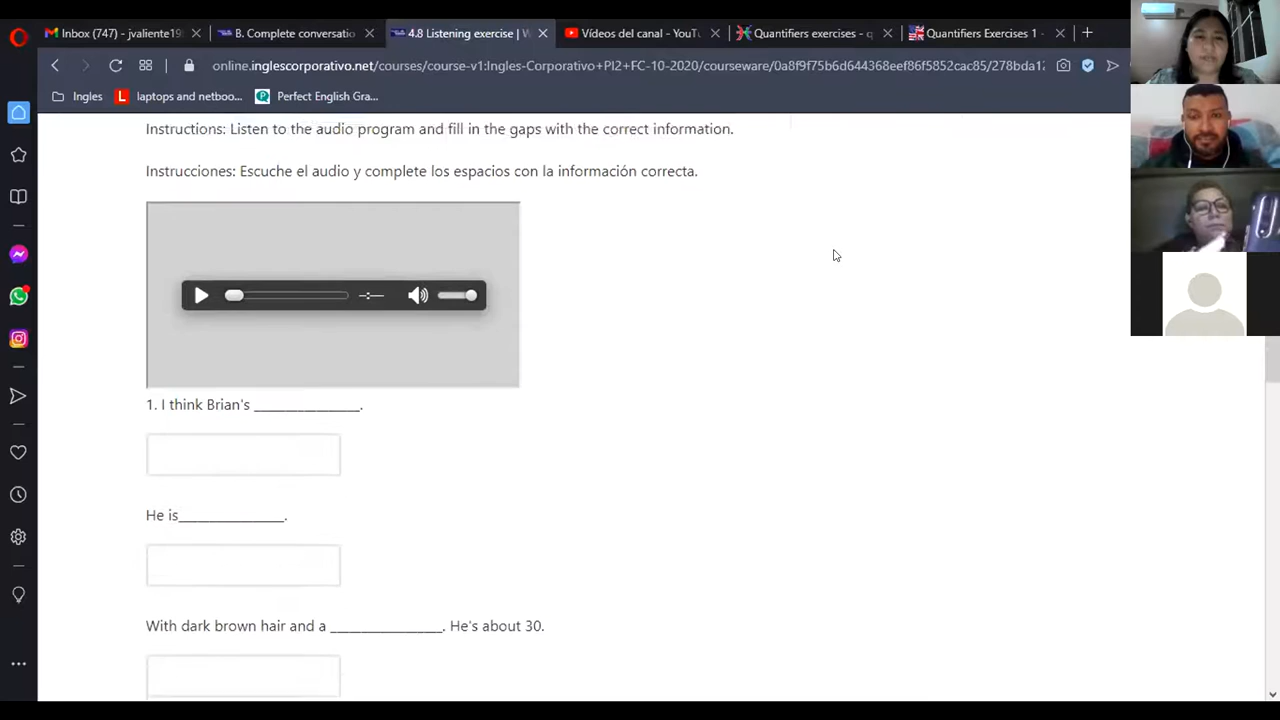 Inbox (747) - jvaliente19
B. Complete conversatio
4.8 Listening exercise | W
Vídeos del canal - YouTu
Quantifiers exercises - q
Quantifiers Exercises 1 -
online.inglescorporativo.net/courses/course-v1:Ingles-Corporativo+PI2+FC-10-2020/courseware/0a8f9f75b6d644368eef86f5852cac85/278bda12
Ingles
L laptops and netboo...
Perfect English Gra...
Instructions: Listen to the audio program and fill in the gaps with the correct information.
Instrucciones: Escuche el audio y complete los espacios con la información correcta.
1. I think Brian's _________________.
He is_________________.
With dark brown hair and a __________________. He's about 30.